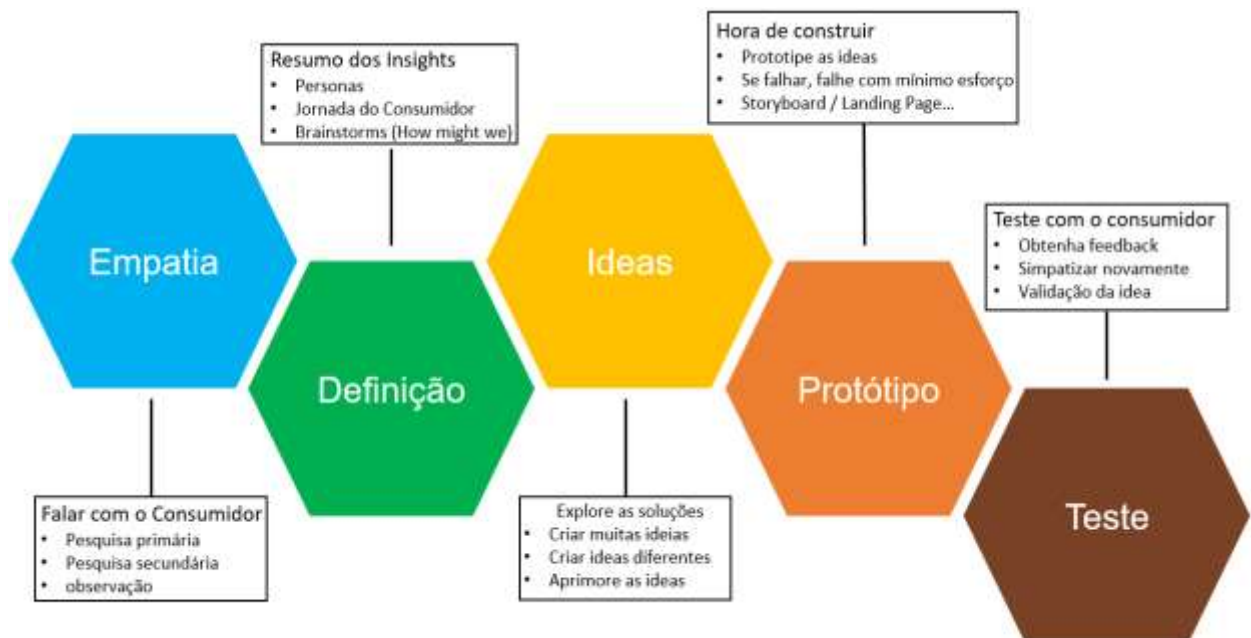 Empatia
Falar com o Consumidor
• Pesquisa primária
• Pesquisa secundária
• observação
Resumo dos Insights
• Personas
• Jornada do Consumidor
• Brainstorms (How might we)
Definição
Ideas
Explore as soluções
• Criar muitas ideias
• Criar ideas diferentes
• Aprimore as ideas
Hora de construir
• Prototipe as ideas
• Se falhar, falhe com mínimo esforço
• Storyboard / Landing Page...
Protótipo
Teste com o consumidor
• Obtenha feedback
• Simpatizar novamente
• Validação da idea
Teste